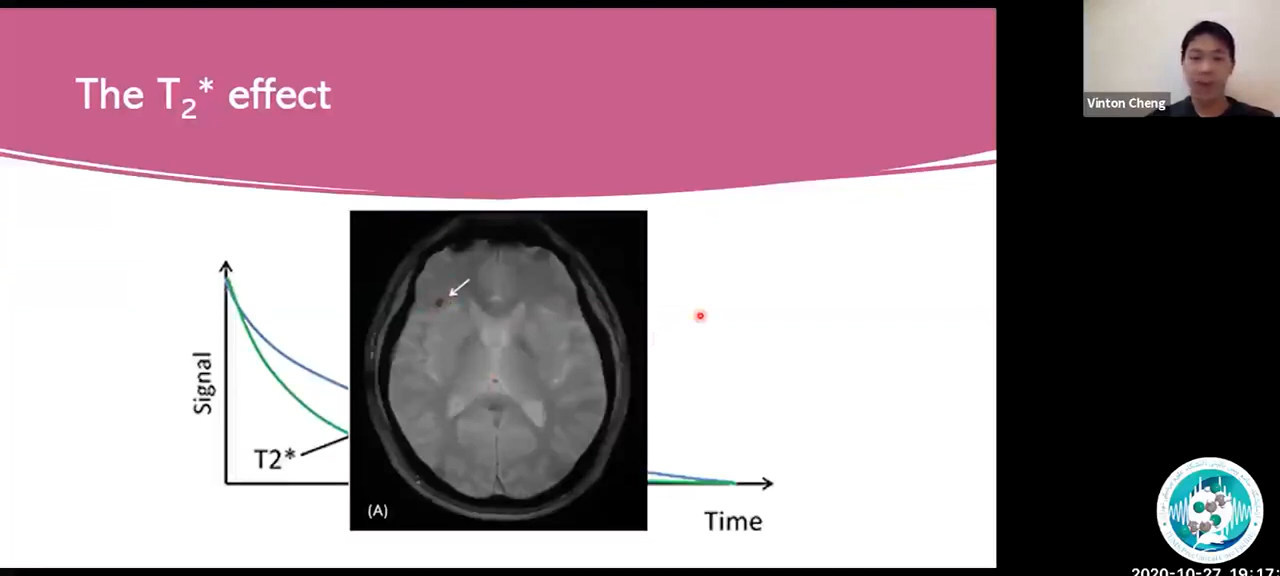 The T₂* effect
Vinton Cheng
Signal
T2*
(A)
Time
2020-10-27 19:17: